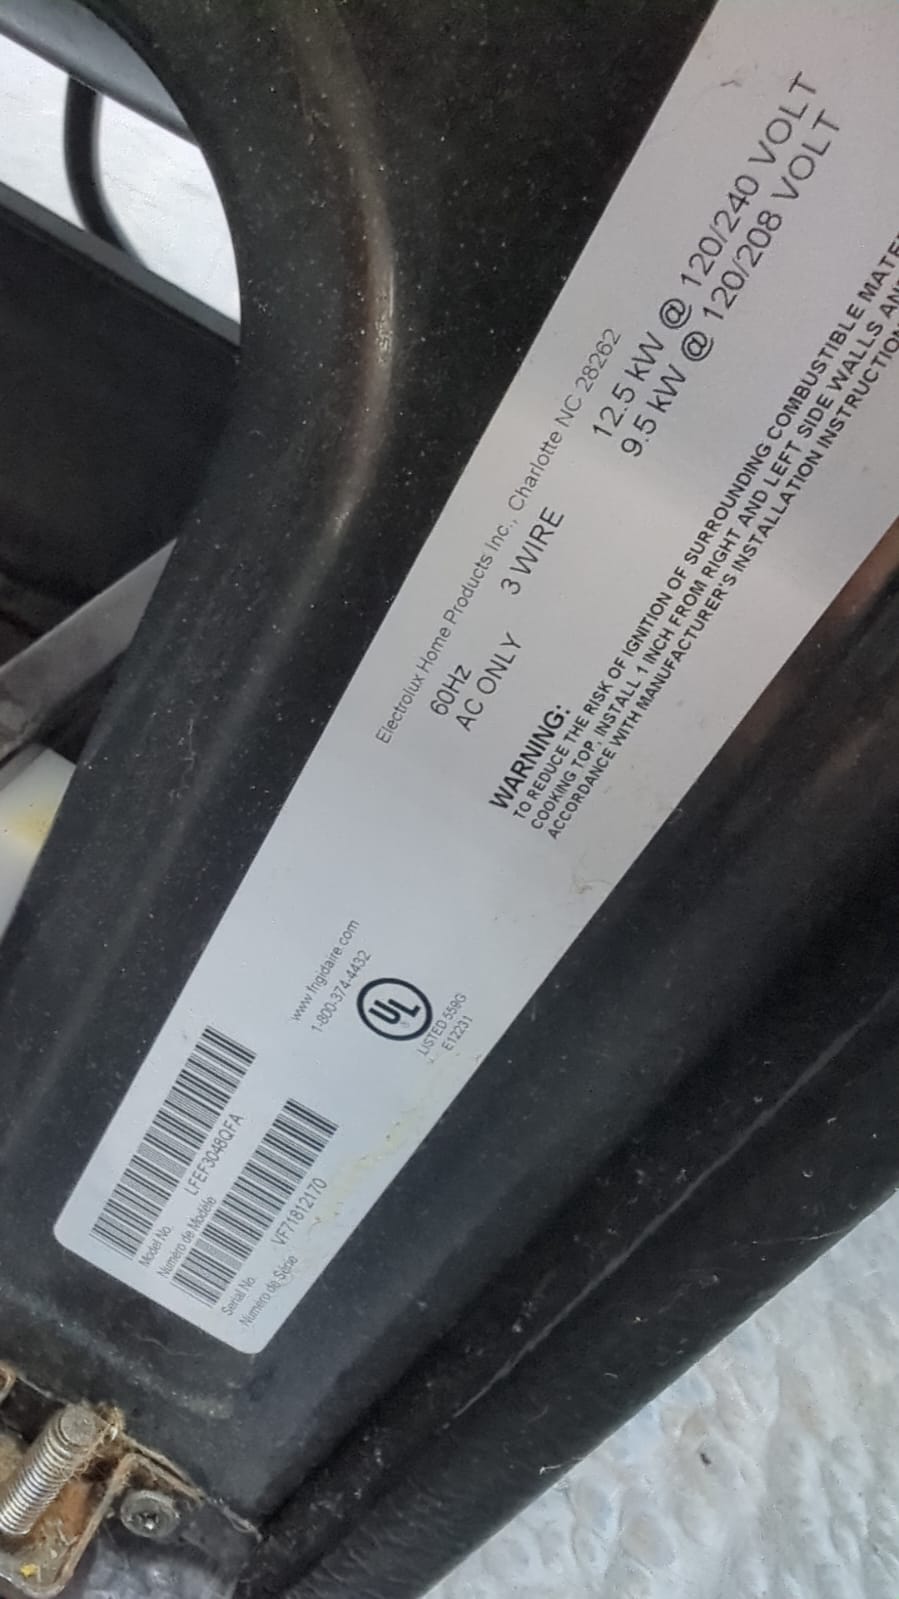 Model No.
Numéro de Modèle
LFEF3048QFA
Serial No.
Numéro de Série
VF71812170
www.frigidaire.com
1-800-374-4432
UL
®
LISTED 559G
E12231
Electrolux Home Products Inc., Charlotte NC 28262
60Hz
AC ONLY 3 WIRE
12.5 kW @ 120/240 VOLT
9.5 kW @ 120/208 VOLT
WARNING:
TO REDUCE THE RISK OF IGNITION OF SURROUNDING COMBUSTIBLE
COOKING TOP, INSTALL 1 INCH FROM RIGHT AND LEFT SIDE WALLS
ACCORDANCE WITH MANUFACTURER'S INSTALLATION